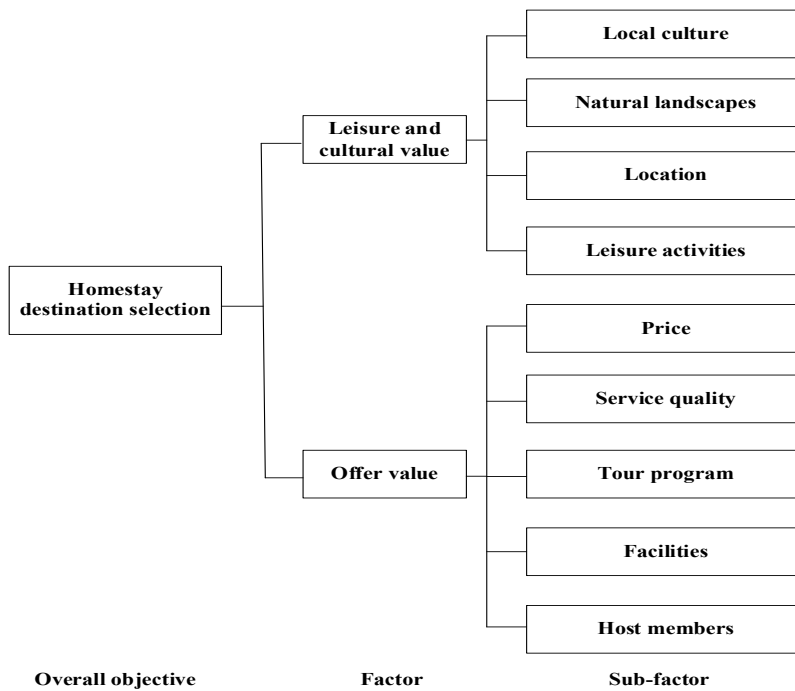 Local culture
Natural landscapes
Leisure and
cultural value
Location
Leisure activities
Homestay
destination selection
Price
Service quality
Offer value
Tour program
Facilities
Host members
Overall objective
Factor
Sub-factor